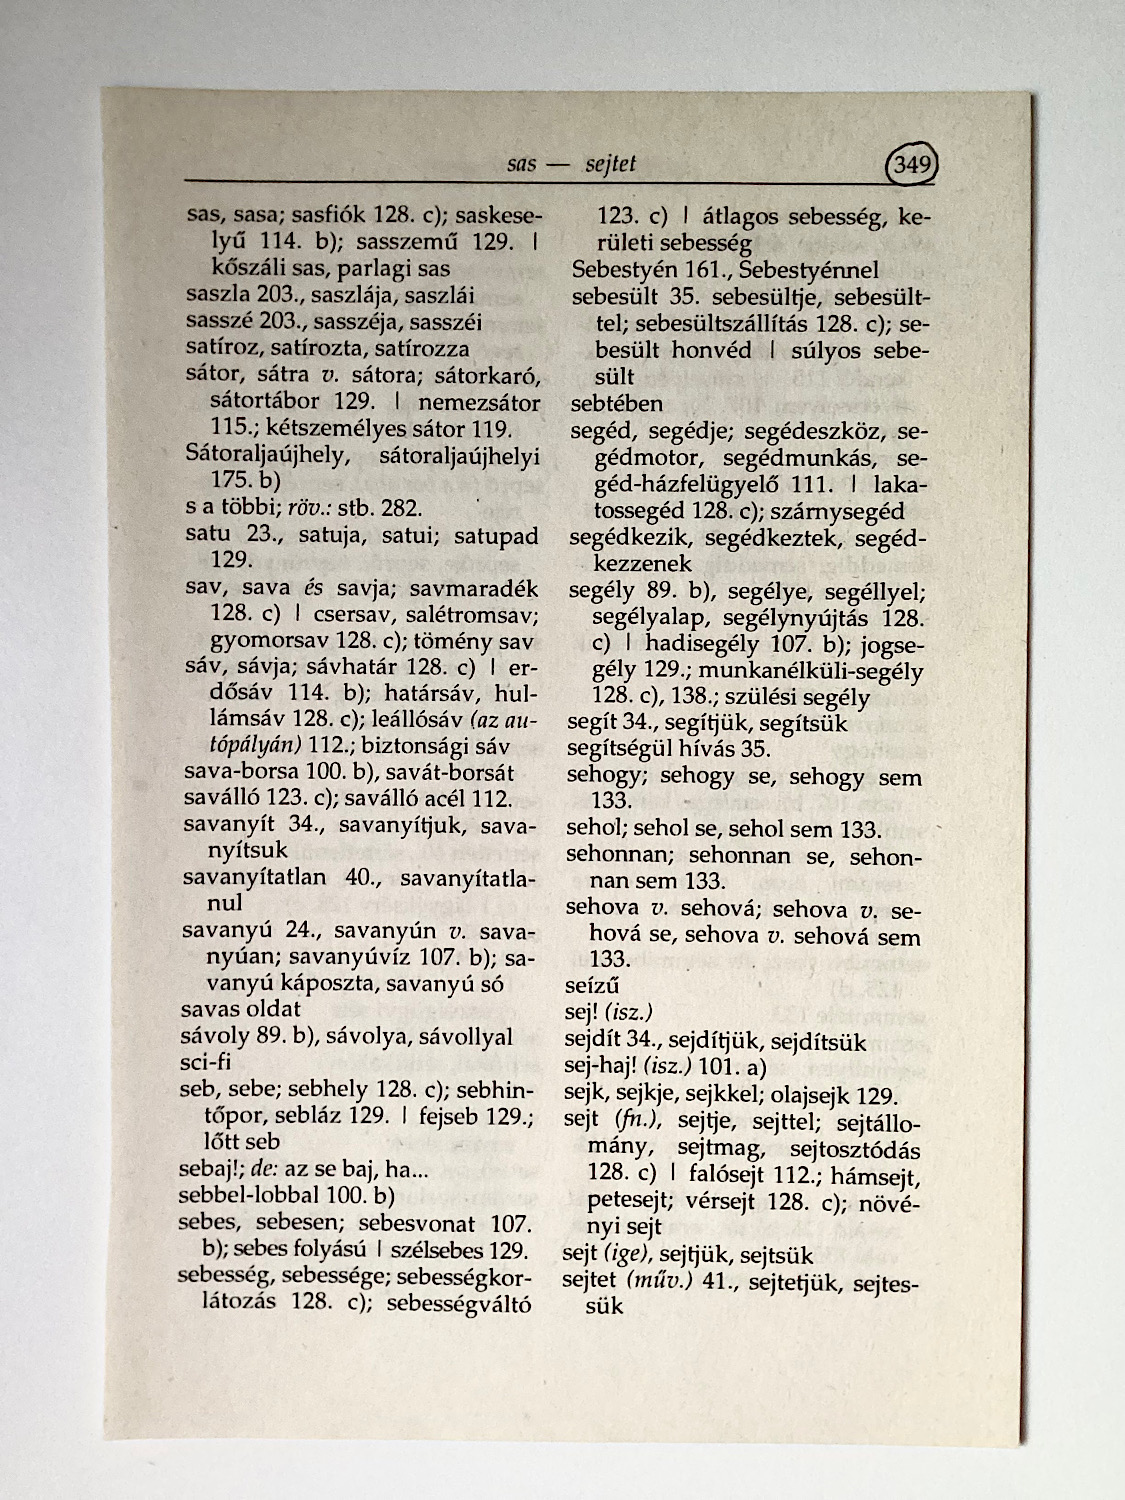 sas — sejtet
349
sas, sasa; sasfiók 128. c); saskese-
lyű 114. b); sasszemű 129. |
kőszáli sas, parlagi sas
saszla 203., saszlája, saszlái
sasszé 203., sasszéja, sasszéi
satíroz, satírozta, satírozza
sátor, sátra v. sátora; sátorkaró,
sátortábor 129. | nemezsátor
115.; kétszemélyes sátor 119.
Sátoraljaújhely, sátoraljaújhelyi
175. b)
s a többi; röv.: stb. 282.
satu 23., satuja, satui; satupad
129.
sav, sava és savja; savmaradék
128. c) | csersav, salétromsav;
gyomorsav 128. c); tömény sav
sáv, sávja; sávhatár 128. c) | er-
dősáv 114. b); határsáv, hul-
lámsáv 128. c); leállósáv (az au-
tópályán) 112.; biztonsági sáv
sava-borsa 100. b), savát-borsát
saválló 123. c); saválló acél 112.
savanyít 34., savanyítjuk, sava-
nyítsuk
savanyítatlan 40., savanyítatla-
nul
savanyú 24., savanyún v. sava-
nyúan; savanyúvíz 107. b); sa-
vanyú káposzta, savanyú só
savas oldat
sávoly 89. b), sávolya, sávollyal
sci-fi
seb, sebe; sebhely 128. c); sebhin-
tőpor, sebláz 129. | fejseb 129.;
lőtt seb
sebaj!; de: az se baj, ha...
sebbel-lobbal 100. b)
sebes, sebesen; sebesvonat 107.
b); sebes folyású | szélsebes 129.
sebesség, sebessége; sebességkor-
látozás 128. c); sebességváltó
123. c) | átlagos sebesség, ke-
rületi sebesség
Sebestyén 161., Sebestyénnel
sebesült 35. sebesültje, sebesült-
tel; sebesültszállítás 128. c); se-
besült honvéd | súlyos sebe-
sült
sebtében
segéd, segédje; segédeszköz, se-
gédmotor, segédmunkás, se-
géd-házfelügyelő 111. | laka-
tossegéd 128. c); szárnysegéd
segédkezik, segédkeztek, segéd-
kezzenek
segély 89. b), segélye, segéllyel;
segélyalap, segélynyújtás 128.
c) | hadisegély 107. b); jogse-
gély 129.; munkanélküli-segély
128. c), 138.; szülési segély
segít 34., segítjük, segítsük
segítségül hívás 35.
sehogy; sehogy se, sehogy sem
133.
sehol; sehol se, sehol sem 133.
sehonnan; sehonnan se, sehon-
nan sem 133.
sehova v. sehová; sehova v. se-
hová se, sehova v. sehová sem
133.
seízű
sej! (isz.)
sejdít 34., sejdítjük, sejdítsük
sej-haj! (isz.) 101. a)
sejk, sejkje, sejkkel; olajsejk 129.
sejt (fn.), sejtje, sejttel; sejtállo-
mány, sejtmag, sejtosztódás
128. c) | falósejt 112.; hámsejt,
petesejt; vérsejt 128. c); növé-
nyi sejt
sejt (ige), sejtjük, sejtsük
sejtet (műv.) 41., sejtetjük, sejtes-
sük